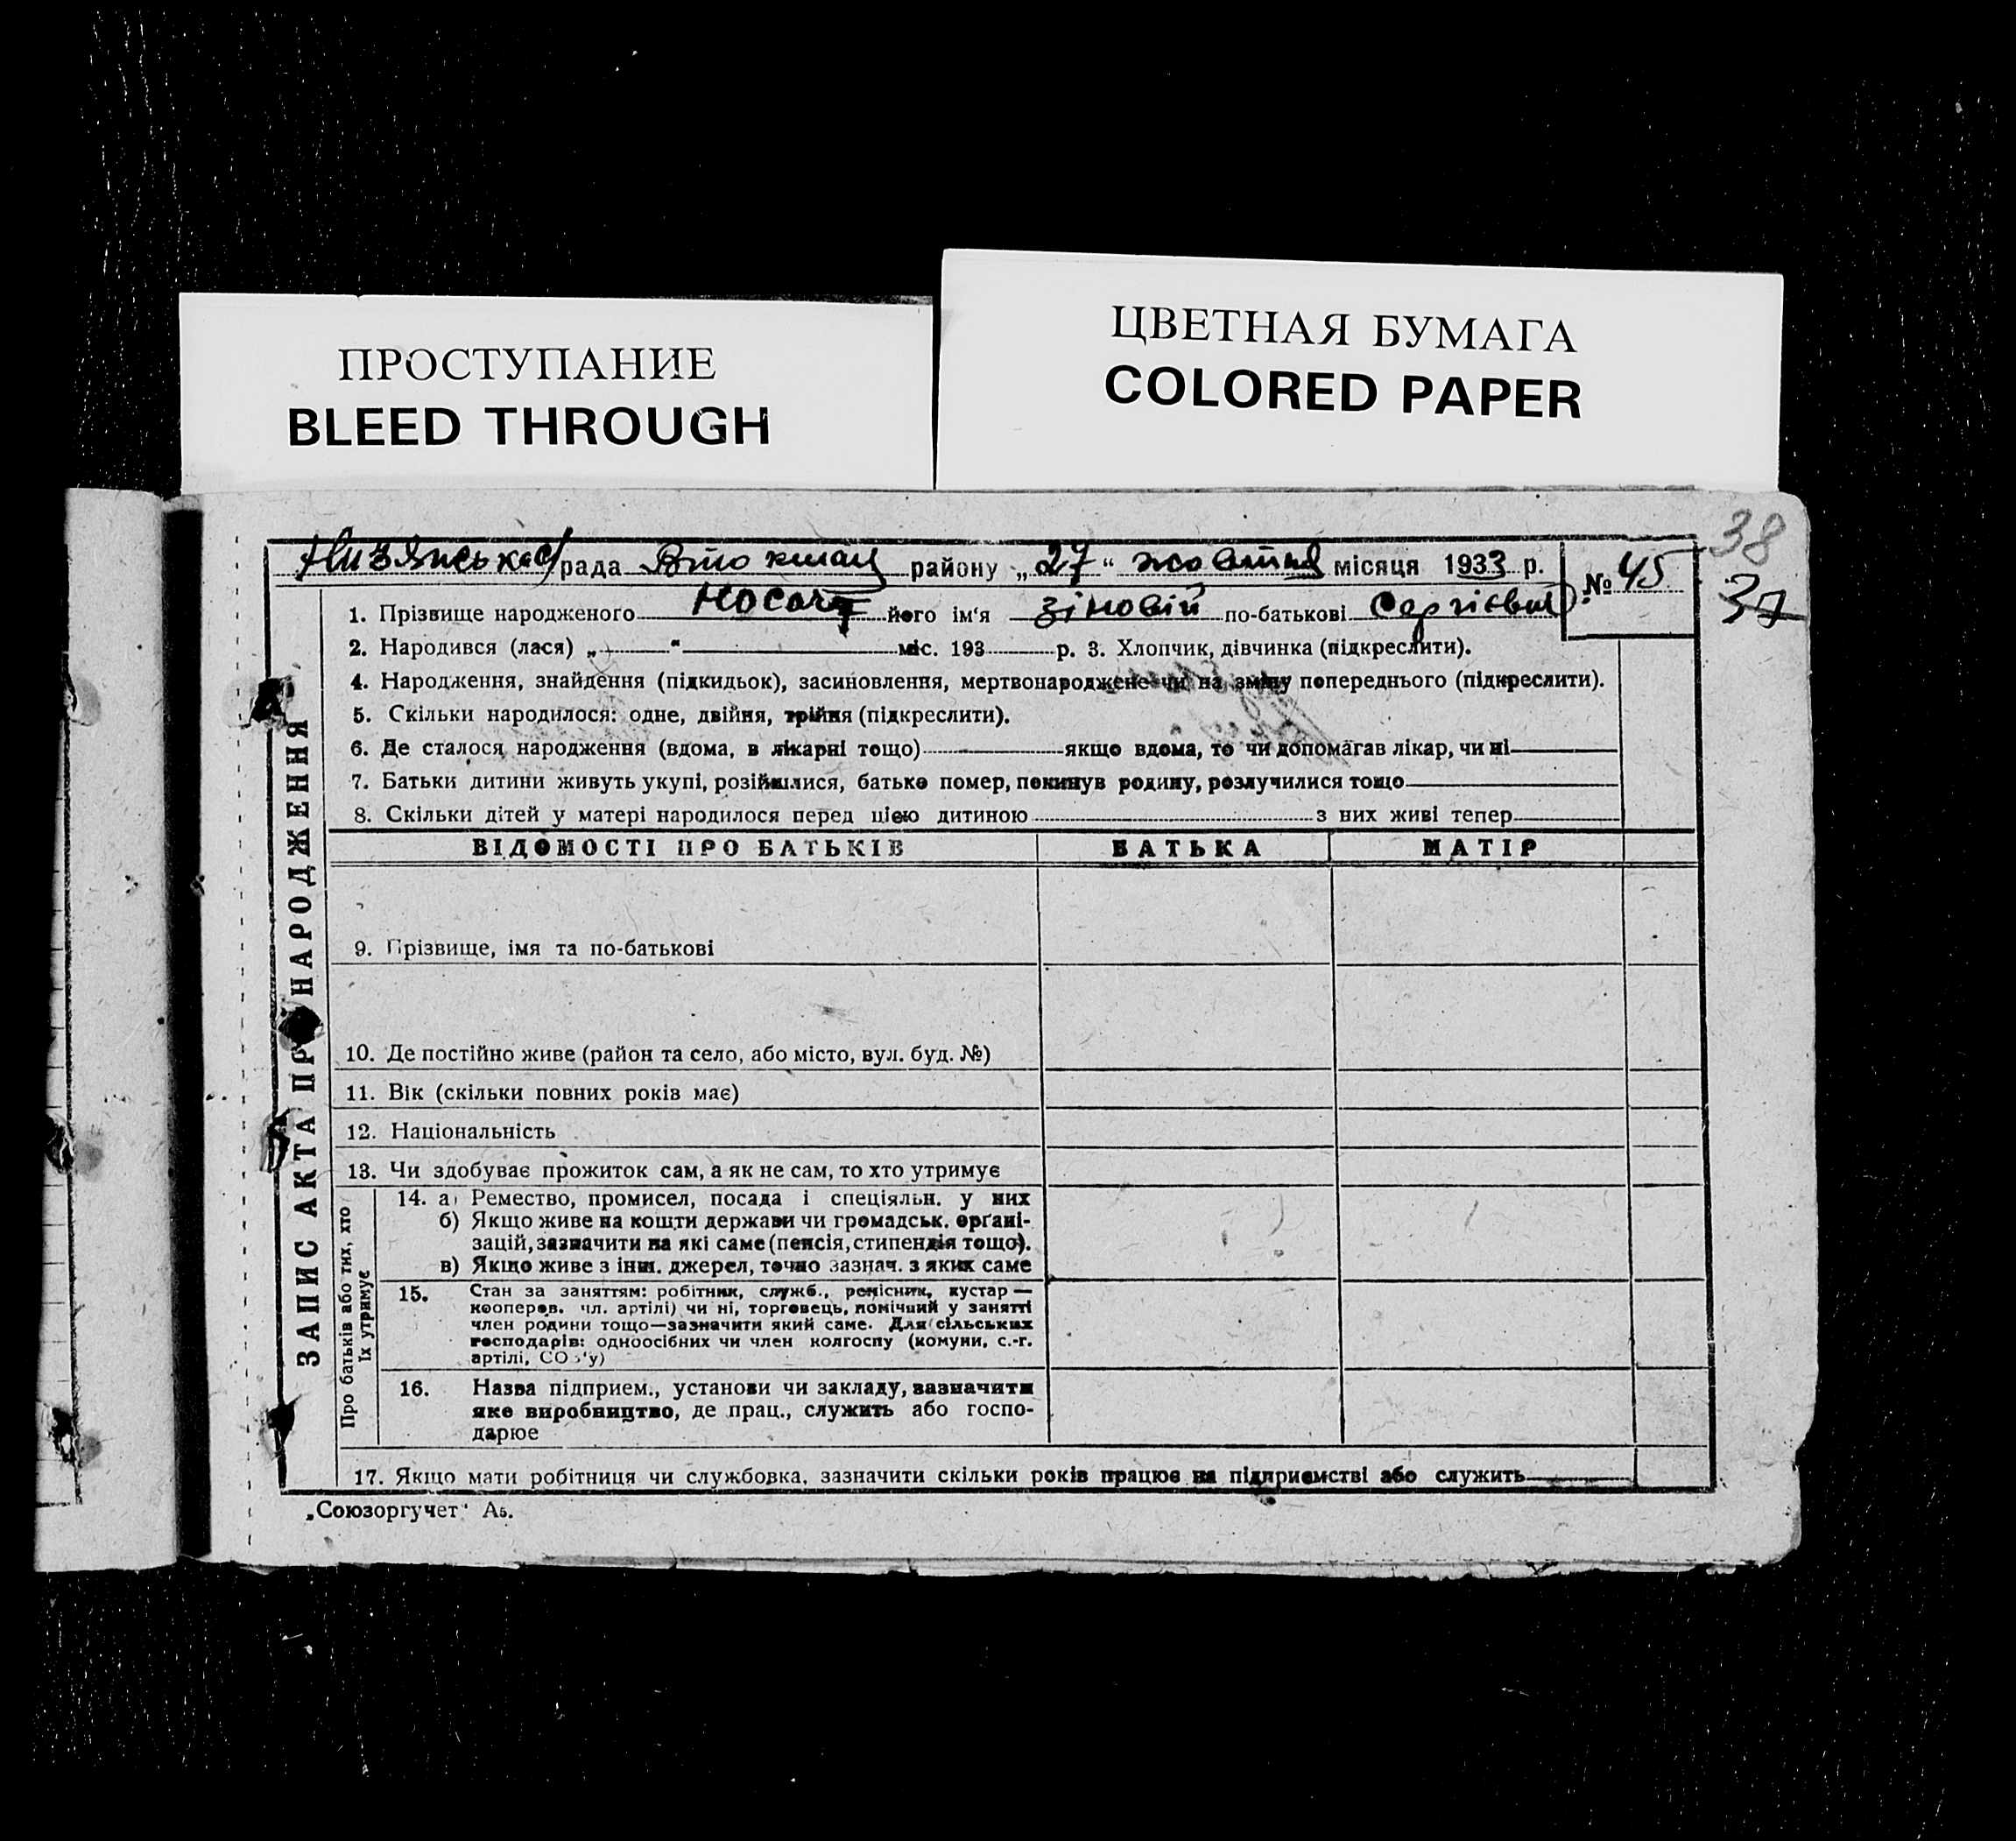 ПРОСТУПАНИЕ
BLEED THROUGH
ЦВЕТНАЯ БУМАГА
COLORED PAPER
38
37
рада району „27“ жовтня місяця 1933 р.
№ 45
1. Прізвище народженого Носач його ім‘я Зіновій по-батькові Сергієвич
2. Народився (лася) „ “ міс. 193 р. 3. Хлопчик, дівчинка (підкреслити).
4. Народження, знайдення (підкидьок), засиновлення, мертвонароджене чи на зміну попереднього (підкреслити).
5. Скільки народилося: одне, двійня, трійня (підкреслити).
6. Де сталося народження (вдома, в лікарні тощо) якщо вдома, то чи допомагав лікар, чи ні
7. Батьки дитини живуть укупі, розійшлися, батько помер, покинув родину, розлучилися тощо
8. Скільки дітей у матері народилося перед цією дитиною з них живі тепер
ЗАПИС АКТА ПРО НАРОДЖЕННЯ
ВІДОМОСТІ ПРО БАТЬКІВ БАТЬКА МАТІР
9. Прізвище, імя та по-батькові
10. Де постійно живе (район та село, або місто, вул. буд. №)
11. Вік (скільки повних років має)
12. Національність
13. Чи здобуває прожиток сам, а як не сам, то хто утримує
Про батьків або тих, хто
їх утримує
14. а) Ремество, промисел, посада і спеціяльн. у них
б) Якщо живе на кошти держави чи громадськ. орґані-
зацій, зазначити на які саме (пенсія, стипендія тощо).
в) Якщо живе з інш. джерел, точно зазнач. з яких саме
15. Стан за заняттям: робітник, служб., ремісник, кустар —
кооперов. чл. артілі) чи ні, торговець, помічний у занятті
член родини тощо—зазначити який саме. Для сільських
господарів: одноосібних чи член колгоспу (комуни, с.-г.
артілі, СОЗ'у)
16. Назва підприєм., установи чи закладу, зазначити
яке виробництво, де прац., служить або госпо-
дарює
17. Якщо мати робітниця чи службовка, зазначити скільки років працює на підприємстві або служить
„Союзоргучет“ А5.